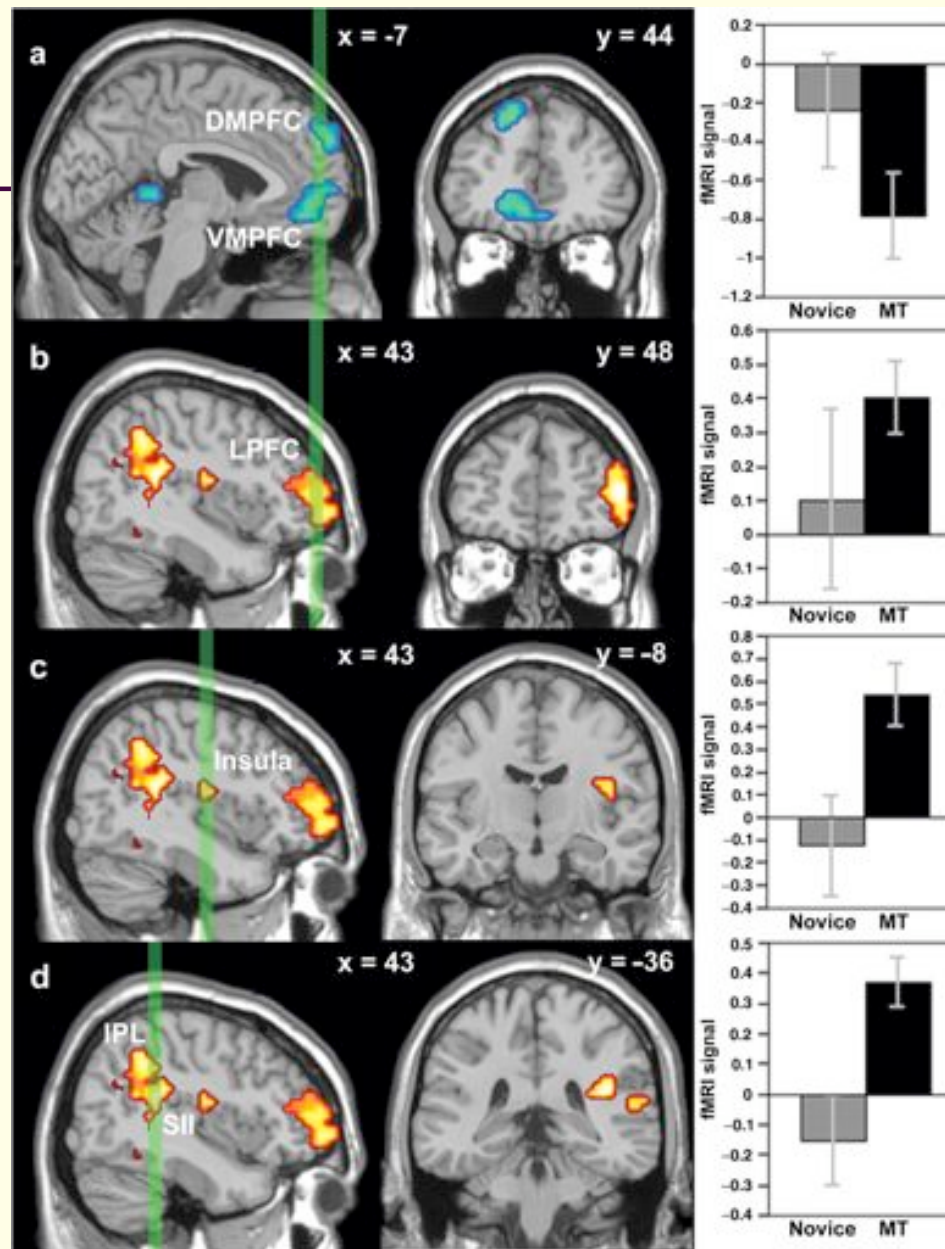 a
x = -7
y = 44
DMPFC
VMPFC
fMRI signal
0.2
0
−0.2
−0.4
−0.6
−0.8
−1
−1.2
Novice MT
b
x = 43
y = 48
LPFC
fMRI signal
0.6
0.5
0.4
0.3
0.2
0.1
0
−0.1
−0.2
Novice MT
c
x = 43
y = -8
Insula
fMRI signal
0.8
0.7
0.6
0.5
0.4
0.3
0.2
0.1
0
−0.1
−0.2
−0.3
−0.4
Novice MT
d
x = 43
y = -36
IPL
SII
fMRI signal
0.5
0.4
0.3
0.2
0.1
0
−0.1
−0.2
−0.3
−0.4
Novice MT